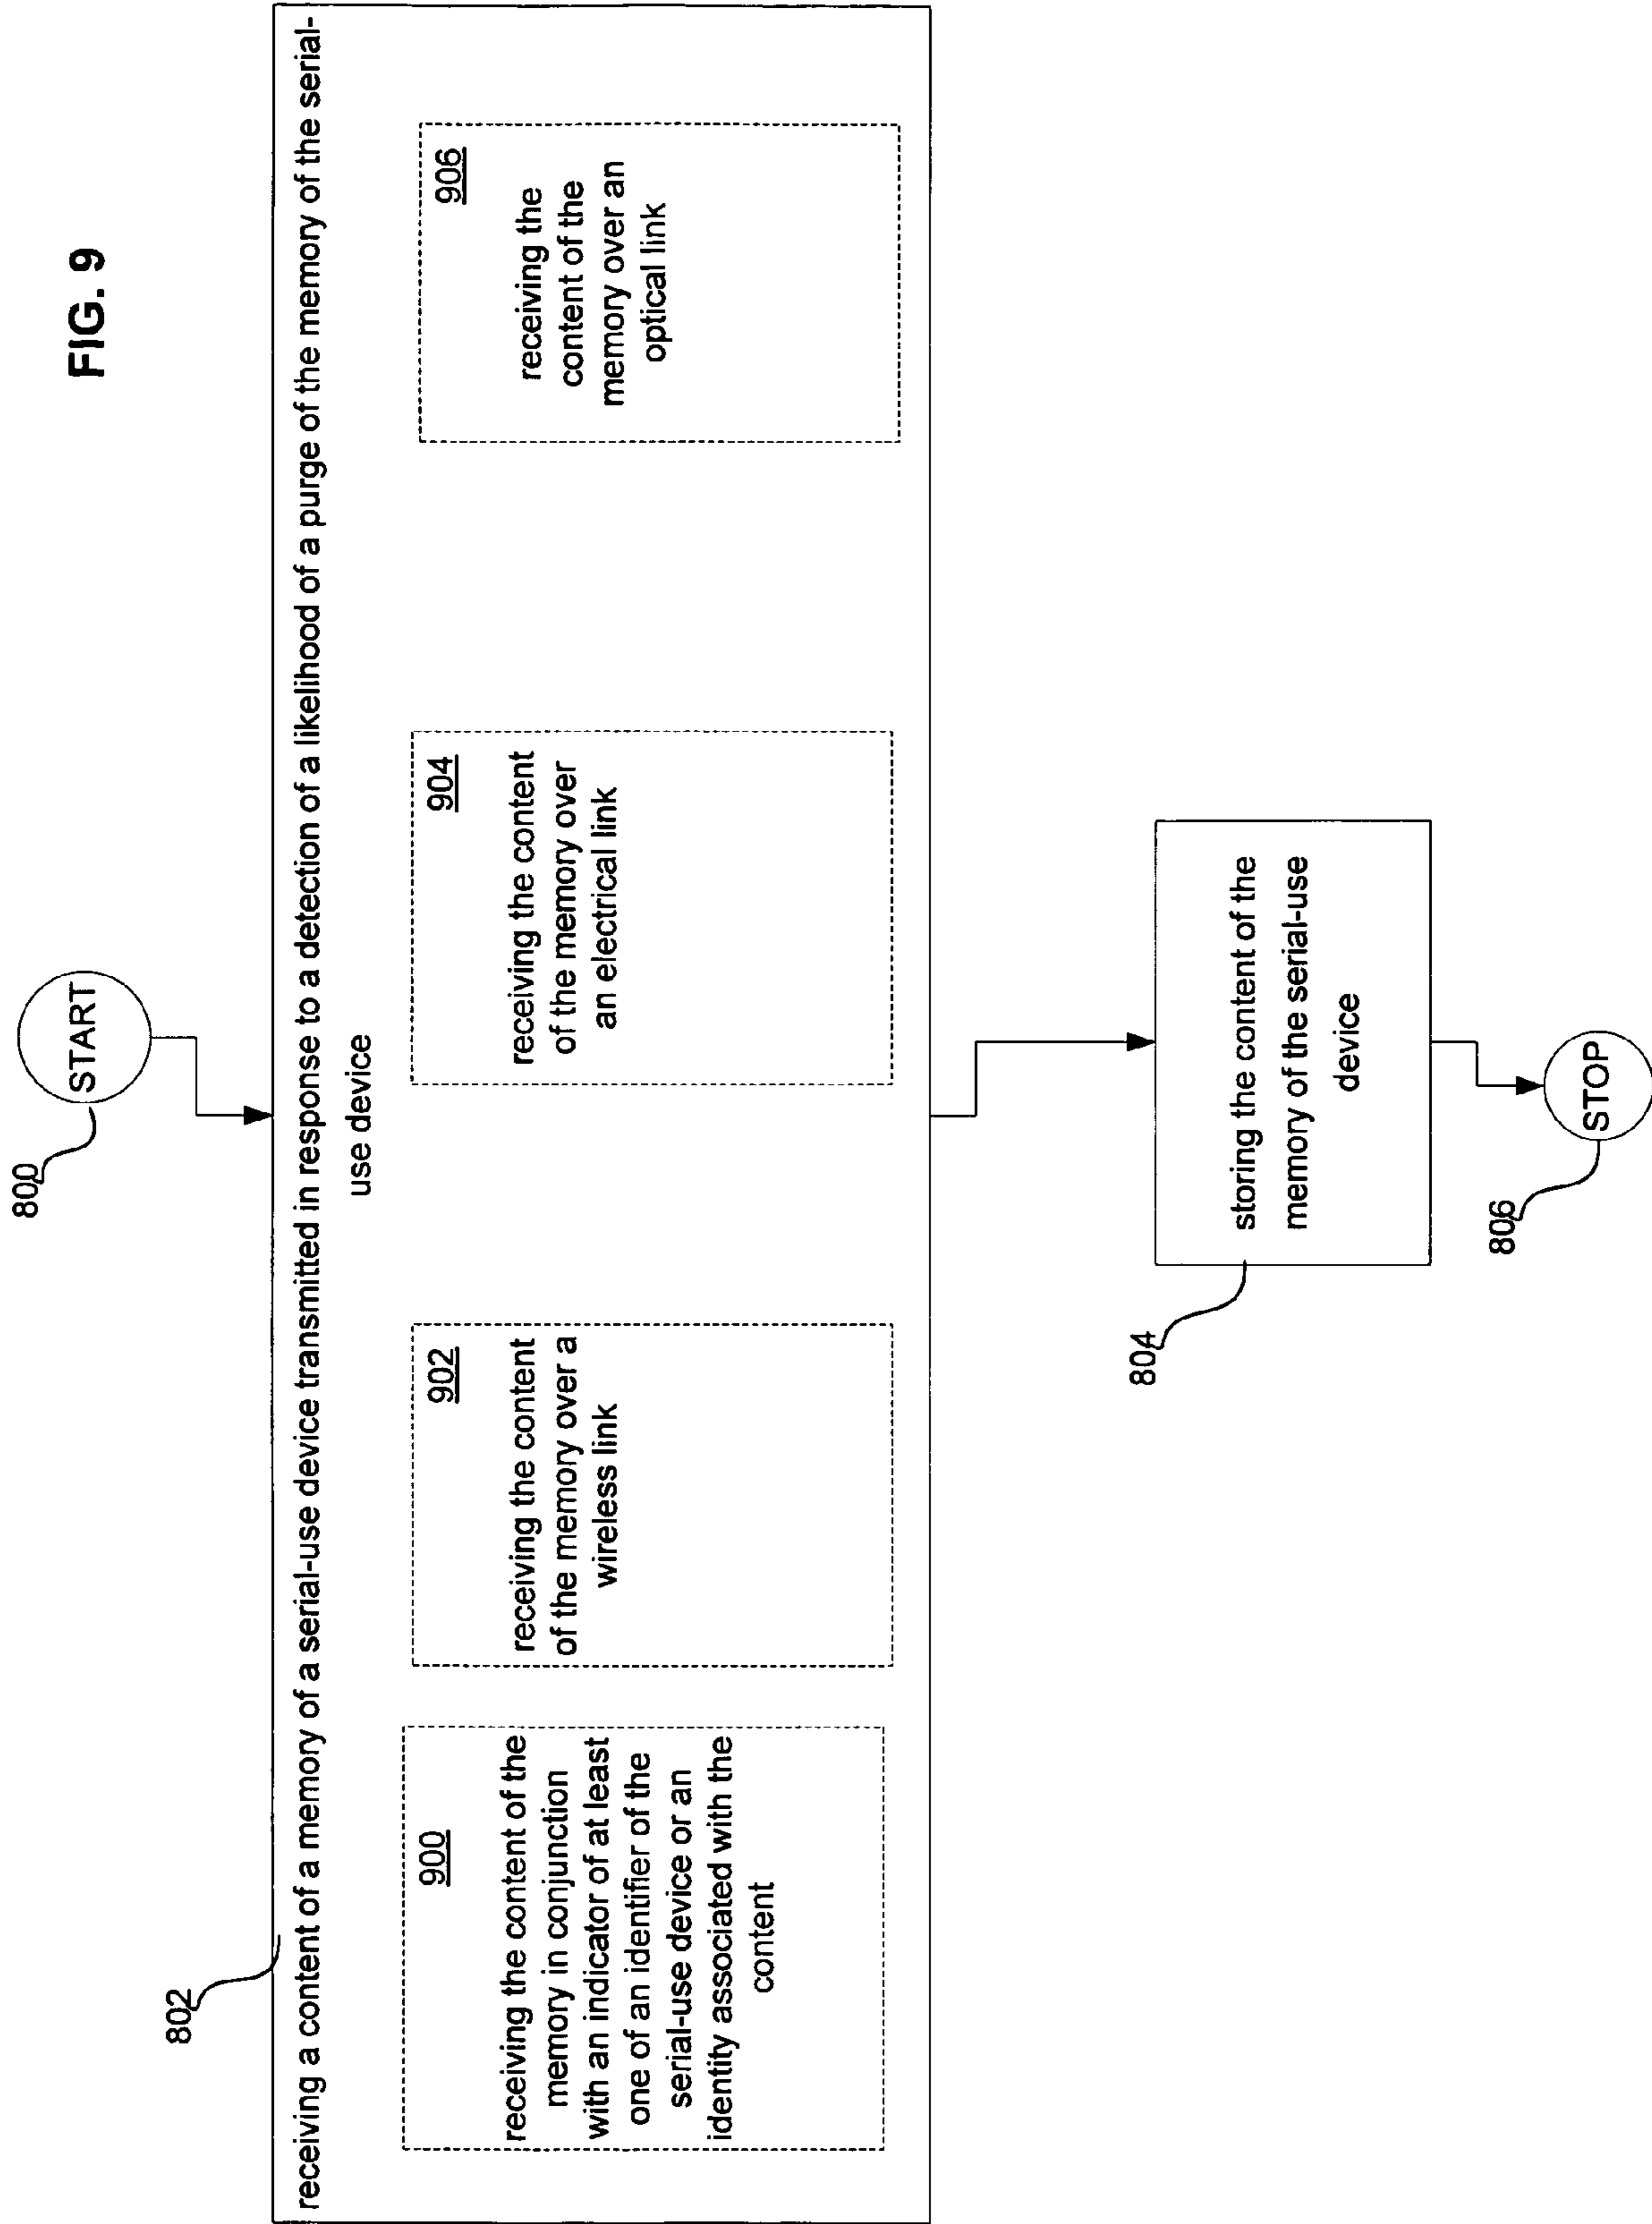 FIG. 9
START
800
802
receiving a content of a memory of a serial-use device transmitted in response to a detection of a likelihood of a purge of the memory of the serial-
use device
900
receiving the content of the
memory in conjunction
with an indicator of at least
one of an identifier of the
serial-use device or an
identity associated with the
content
902
receiving the content
of the memory over a
wireless link
904
receiving the content
of the memory over
an electrical link
906
receiving the
content of the
memory over an
optical link
804
storing the content of the
memory of the serial-use
device
806
STOP